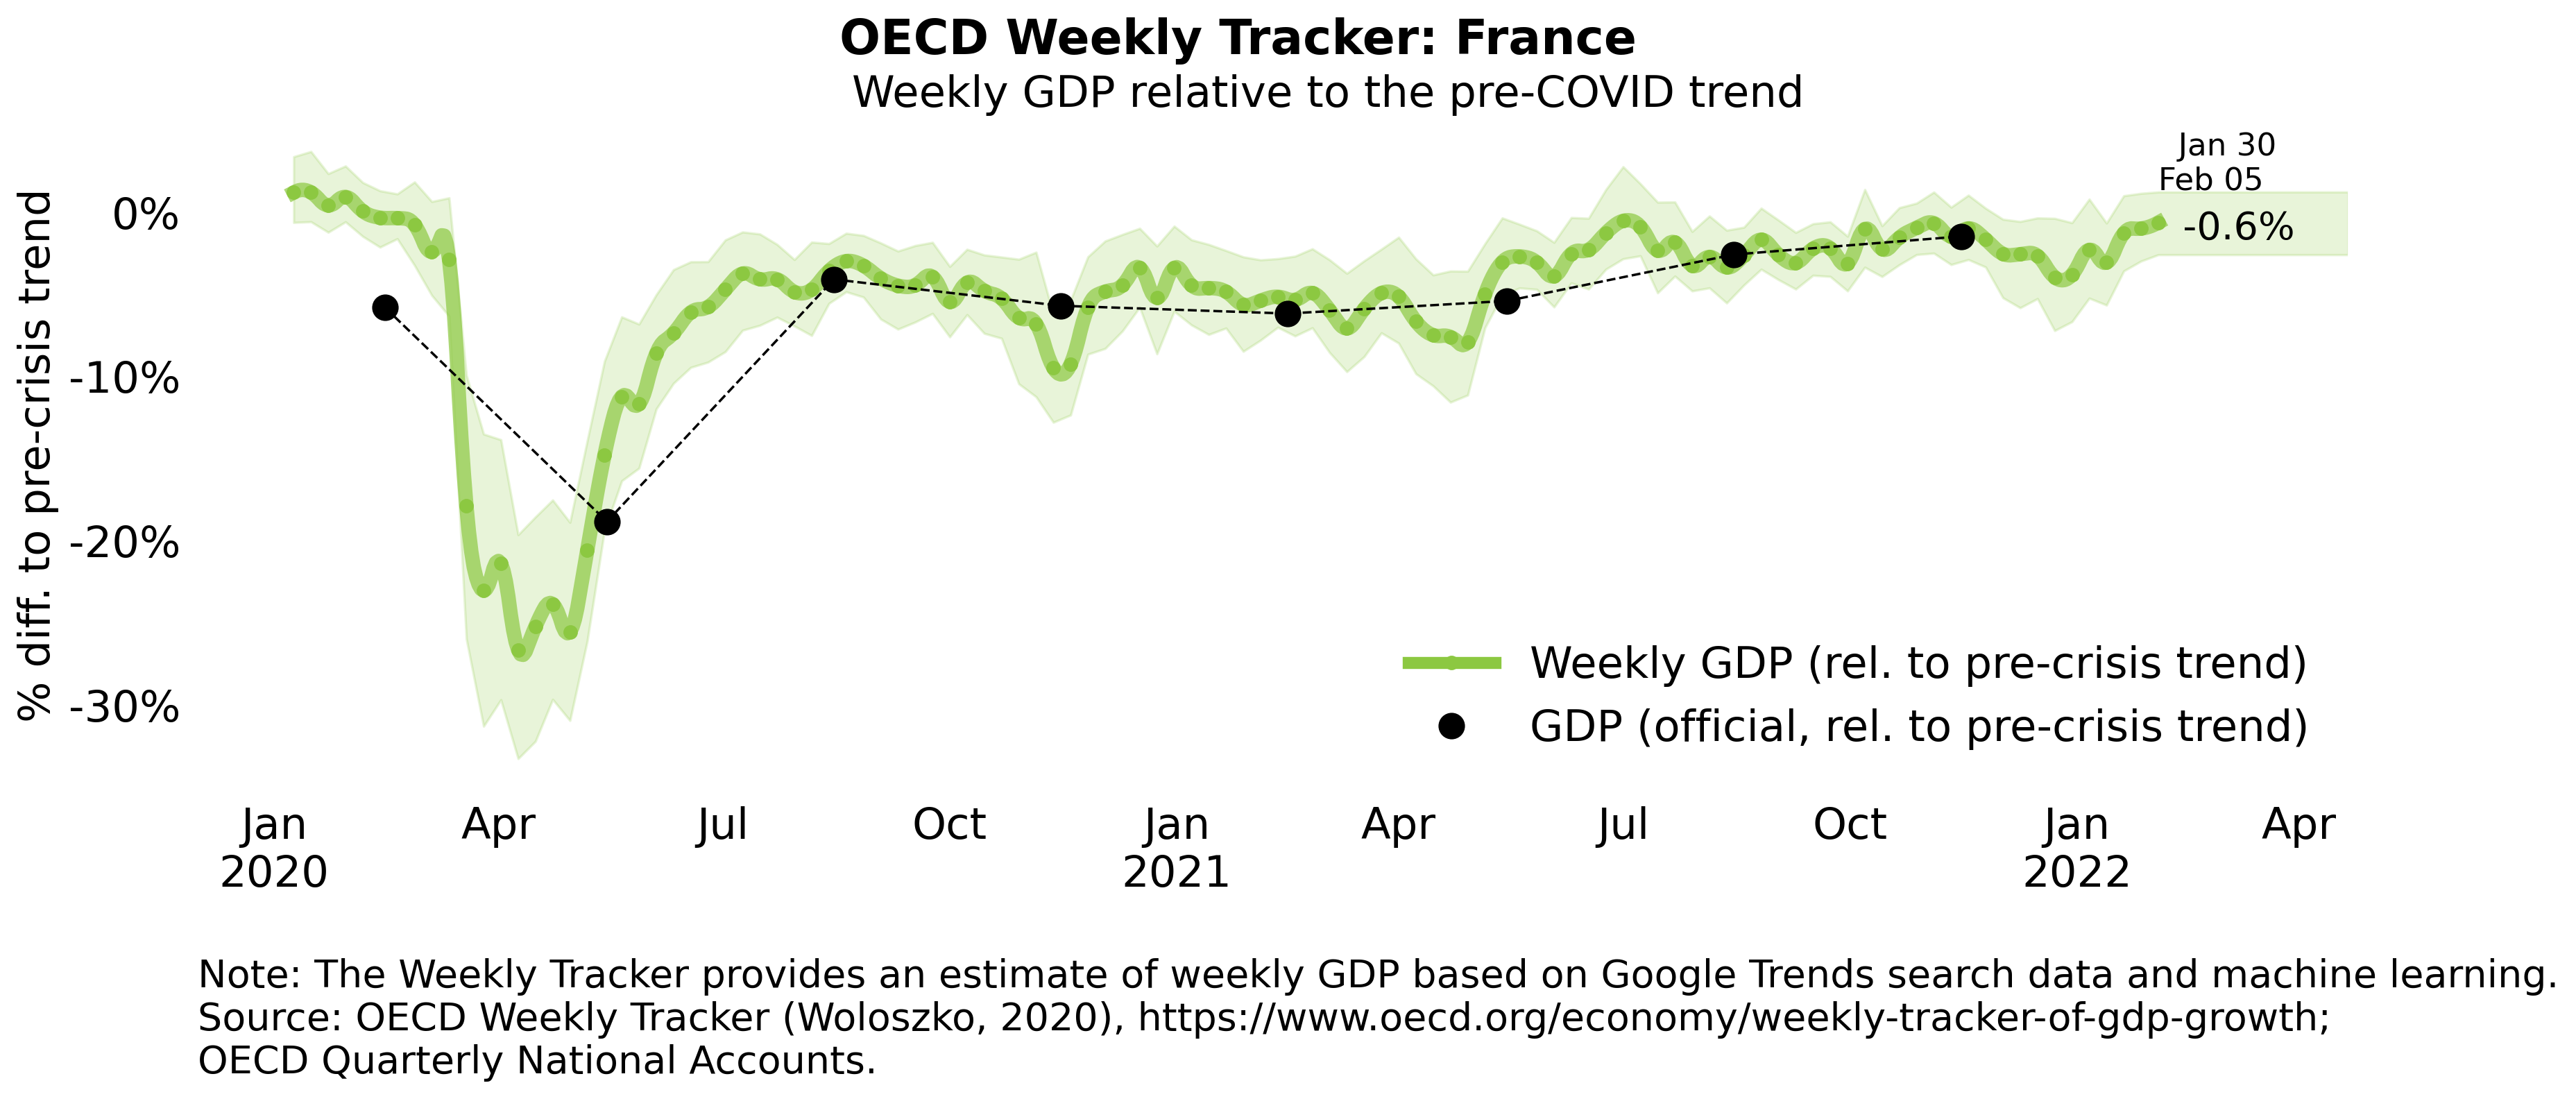 OECD Weekly Tracker: France
Weekly GDP relative to the pre-COVID trend
Jan 30
Feb 05
-0.6%
% diff. to pre-crisis trend
0%
-10%
-20%
-30%
Weekly GDP (rel. to pre-crisis trend)
GDP (official, rel. to pre-crisis trend)
Jan Apr Jul Oct Jan Apr Jul Oct Jan Apr
2020 2021 2022
Note: The Weekly Tracker provides an estimate of weekly GDP based on Google Trends search data and machine learning.
Source: OECD Weekly Tracker (Woloszko, 2020), https://www.oecd.org/economy/weekly-tracker-of-gdp-growth;
OECD Quarterly National Accounts.